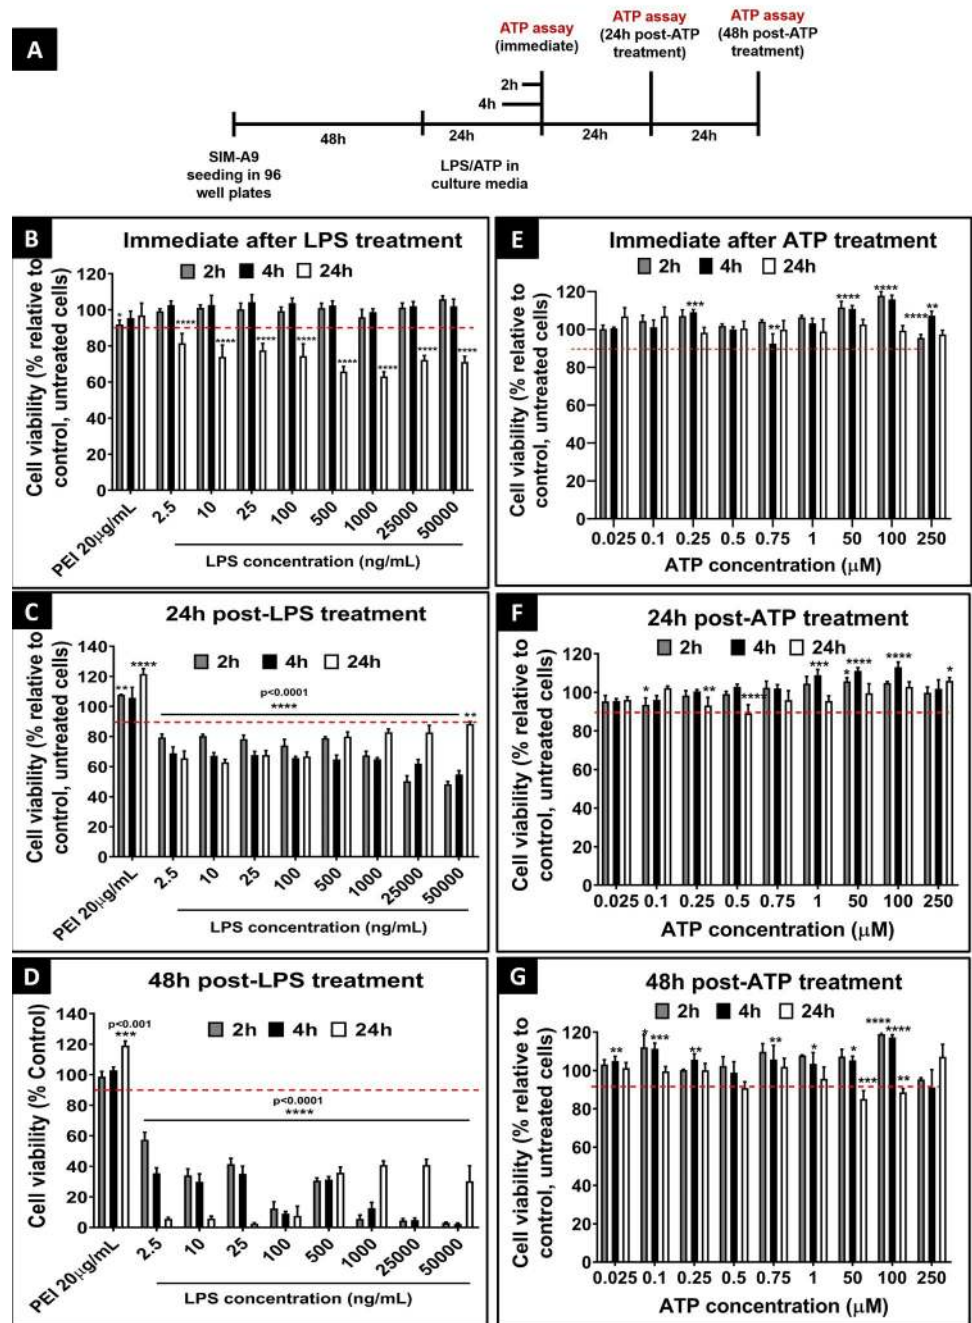 A
ATP assay
(immediate)
ATP assay
(24h post-ATP
treatment)
ATP assay
(48h post-ATP
treatment)
2h
4h
48h
24h
24h
24h
SIM-A9
seeding in 96
well plates
LPS/ATP in
culture media
B
Immediate after LPS treatment
2h 4h 24h
Cell viability (% relative to
control, untreated cells)
120
100
80
60
40
20
0
* **** **** **** **** **** **** **** ****
PEI 20μg/mL 2.5 10 25 100 500 1000 25000 50000
LPS concentration (ng/mL)
E
Immediate after ATP treatment
2h 4h 24h
Cell viability (% relative to
control, untreated cells)
120
100
80
60
40
20
0
*** ** **** **** **** **
0.025 0.1 0.25 0.5 0.75 1 50 100 250
ATP concentration (μM)
C
24h post-LPS treatment
2h 4h 24h
Cell viability (% relative to
control, untreated cells)
140
120
100
80
60
40
20
0
** ****
p<0.0001
****
**
PEI 20μg/mL 2.5 10 25 100 500 1000 25000 50000
LPS concentration (ng/mL)
F
24h post-ATP treatment
2h 4h 24h
Cell viability (% relative to
control, untreated cells)
120
100
80
60
40
20
0
* ** **** *** * **** **** *
0.025 0.1 0.25 0.5 0.75 1 50 100 250
ATP concentration (μM)
D
48h post-LPS treatment
2h 4h 24h
Cell viability (% Control)
140
120
100
80
60
40
20
0
p<0.001
***
p<0.0001
****
PEI 20μg/mL 2.5 10 25 100 500 1000 25000 50000
LPS concentration (ng/mL)
G
48h post-ATP treatment
2h 4h 24h
Cell viability (% relative to
control, untreated cells)
120
100
80
60
40
20
0
** * *** ** ** * * *** **** **** **
0.025 0.1 0.25 0.5 0.75 1 50 100 250
ATP concentration (μM)